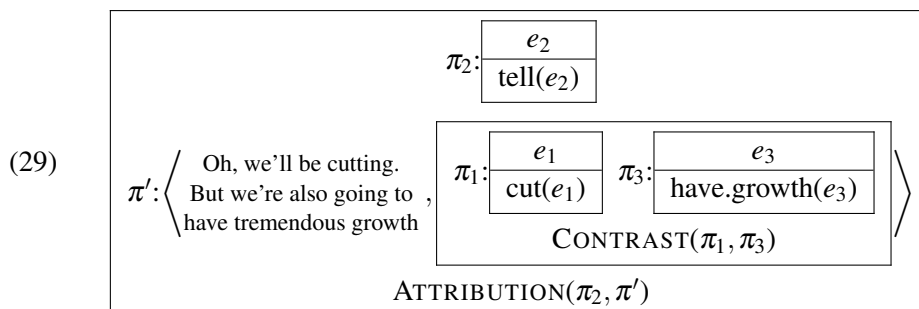 e₂
π₂: tell(e₂)
(29)
π′: ⟨ Oh, we'll be cutting.
But we're also going to
have tremendous growth ,
π₁: e₁
cut(e₁)
π₃: e₃
have.growth(e₃)
CONTRAST(π₁, π₃) ⟩
ATTRIBUTION(π₂, π′)